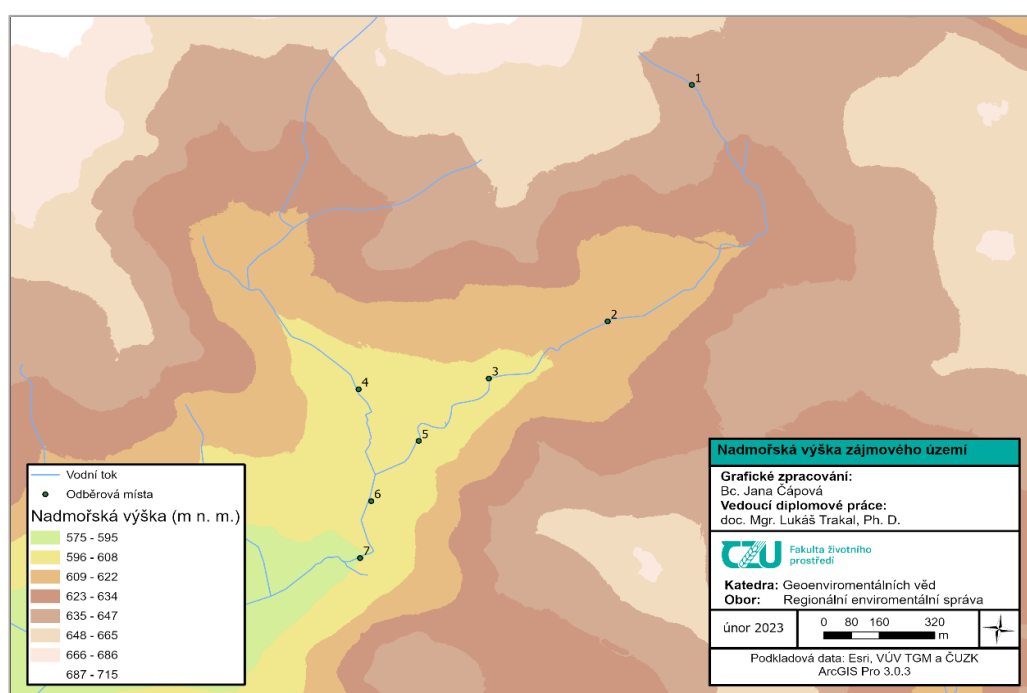 1
2
3
4
5
6
7
Vodní tok
Odběrová místa
Nadmořská výška (m n. m.)
575 - 595
596 - 608
609 - 622
623 - 634
635 - 647
648 - 665
666 - 686
687 - 715
Nadmořská výška zájmového území
Grafické zpracování:
Bc. Jana Čápová
Vedoucí diplomové práce:
doc. Mgr. Lukáš Trakal, Ph. D.
CZU Fakulta životního
prostředí
Katedra: Geoenviromentálních věd
Obor: Regionální enviromentální správa
únor 2023
0 80 160 320
m
Podkladová data: Esri, VÚV TGM a ČUZK
ArcGIS Pro 3.0.3